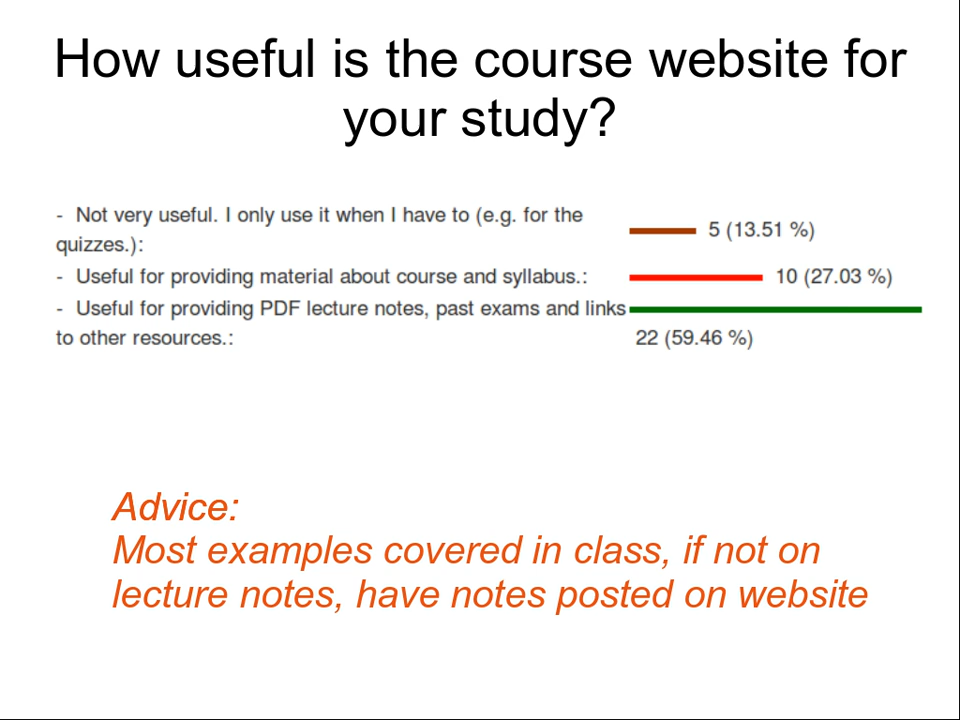 How useful is the course website for
your study?
- Not very useful. I only use it when I have to (e.g. for the
quizzes.):
5 (13.51 %)
- Useful for providing material about course and syllabus.:
10 (27.03 %)
- Useful for providing PDF lecture notes, past exams and links
to other resources.:
22 (59.46 %)
Advice:
Most examples covered in class, if not on
lecture notes, have notes posted on website